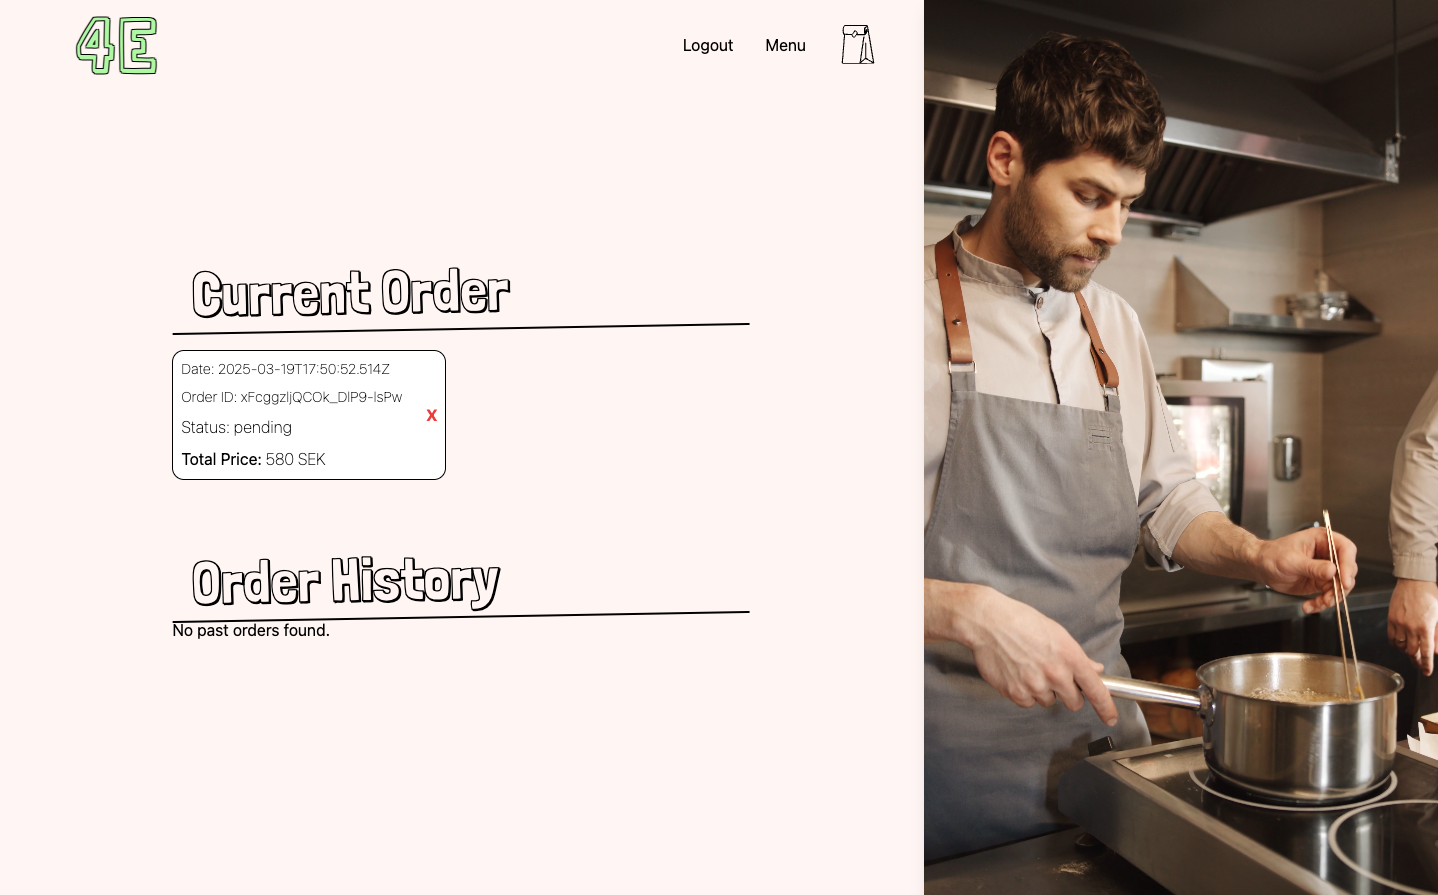 4E
Logout
Menu
Current Order
Date: 2025-03-19T17:50:52.514Z
Order ID: xFcggzljQCOk_DlP9-lsPw
X
Status: pending
Total Price: 580 SEK
Order History
No past orders found.